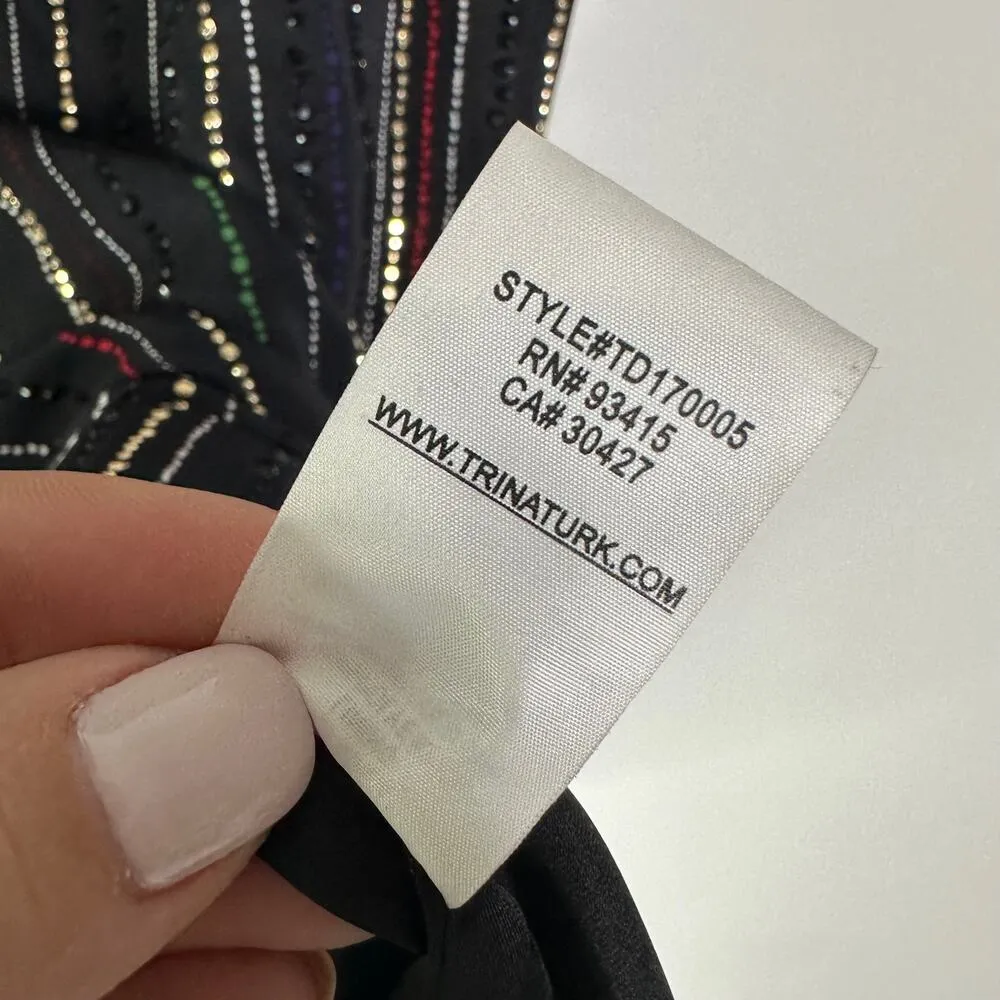 STYLE#TD170005
RN# 93415
CA# 30427
WWW.TRINATURK.COM